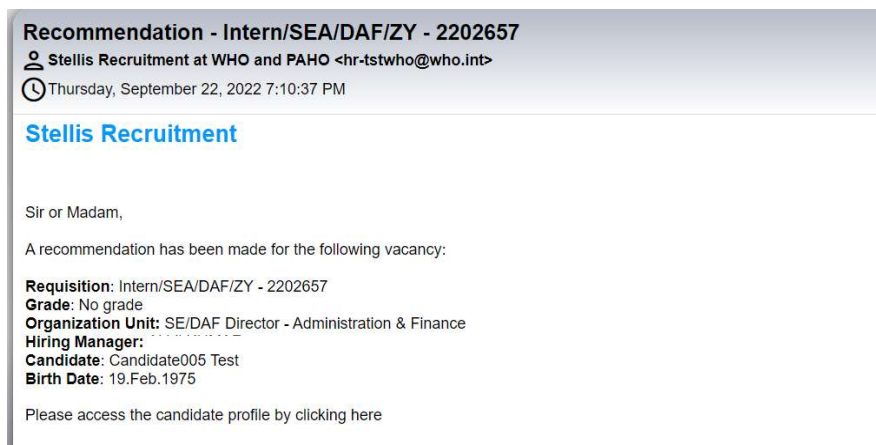 Recommendation - Intern/SEA/DAF/ZY - 2202657
Stellis Recruitment at WHO and PAHO <hr-tstwho@who.int>
Thursday, September 22, 2022 7:10:37 PM
Stellis Recruitment
Sir or Madam,
A recommendation has been made for the following vacancy:
Requisition: Intern/SEA/DAF/ZY - 2202657
Grade: No grade
Organization Unit: SE/DAF Director - Administration & Finance
Hiring Manager:
Candidate: Candidate005 Test
Birth Date: 19.Feb.1975
Please access the candidate profile by clicking here